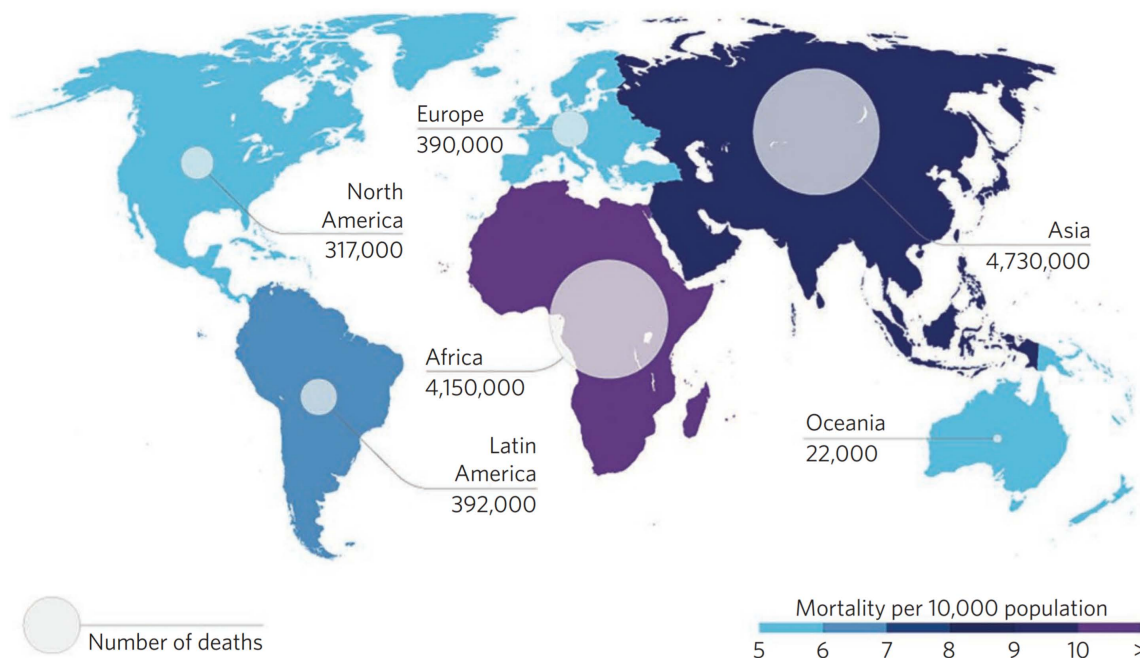 Europe
390,000
North
America
317,000
Asia
4,730,000
Africa
4,150,000
Oceania
22,000
Latin
America
392,000
Number of deaths
Mortality per 10,000 population
5 6 7 8 9 10 >